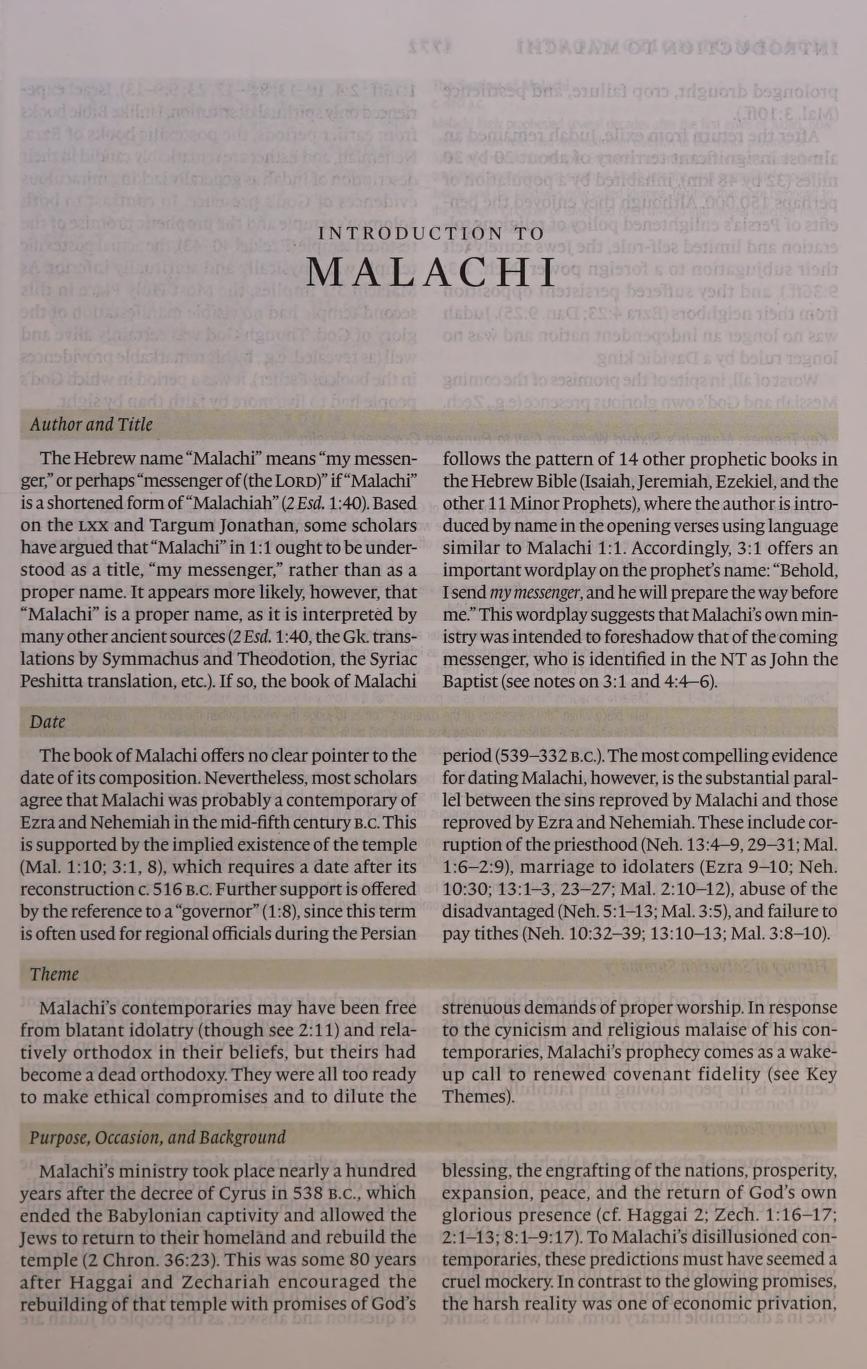 INTRODUCTION TO
MALACHI
Author and Title
The Hebrew name “Malachi” means “my messen-
ger,” or perhaps “messenger of (the LORD)” if “Malachi”
is a shortened form of “Malachiah” (2 Esd. 1:40). Based
on the LXX and Targum Jonathan, some scholars
have argued that “Malachi” in 1:1 ought to be under-
stood as a title, “my messenger,” rather than as a
proper name. It appears more likely, however, that
“Malachi” is a proper name, as it is interpreted by
many other ancient sources (2 Esd. 1:40, the Gk. trans-
lations by Symmachus and Theodotion, the Syriac
Peshitta translation, etc.). If so, the book of Malachi
follows the pattern of 14 other prophetic books in
the Hebrew Bible (Isaiah, Jeremiah, Ezekiel, and the
other 11 Minor Prophets), where the author is intro-
duced by name in the opening verses using language
similar to Malachi 1:1. Accordingly, 3:1 offers an
important wordplay on the prophet’s name: “Behold,
I send my messenger, and he will prepare the way before
me.” This wordplay suggests that Malachi’s own min-
istry was intended to foreshadow that of the coming
messenger, who is identified in the NT as John the
Baptist (see notes on 3:1 and 4:4–6).
Date
The book of Malachi offers no clear pointer to the
date of its composition. Nevertheless, most scholars
agree that Malachi was probably a contemporary of
Ezra and Nehemiah in the mid-fifth century B.C. This
is supported by the implied existence of the temple
(Mal. 1:10; 3:1, 8), which requires a date after its
reconstruction c. 516 B.C. Further support is offered
by the reference to a “governor” (1:8), since this term
is often used for regional officials during the Persian
period (539–332 B.C.). The most compelling evidence
for dating Malachi, however, is the substantial paral-
lel between the sins reproved by Malachi and those
reproved by Ezra and Nehemiah. These include cor-
ruption of the priesthood (Neh. 13:4–9, 29–31; Mal.
1:6–2:9), marriage to idolaters (Ezra 9–10; Neh.
10:30; 13:1–3, 23–27; Mal. 2:10–12), abuse of the
disadvantaged (Neh. 5:1–13; Mal. 3:5), and failure to
pay tithes (Neh. 10:32–39; 13:10–13; Mal. 3:8–10).
Theme
Malachi’s contemporaries may have been free
from blatant idolatry (though see 2:11) and rela-
tively orthodox in their beliefs, but theirs had
become a dead orthodoxy. They were all too ready
to make ethical compromises and to dilute the
strenuous demands of proper worship. In response
to the cynicism and religious malaise of his con-
temporaries, Malachi’s prophecy comes as a wake-
up call to renewed covenant fidelity (see Key
Themes).
Purpose, Occasion, and Background
Malachi’s ministry took place nearly a hundred
years after the decree of Cyrus in 538 B.C., which
ended the Babylonian captivity and allowed the
Jews to return to their homeland and rebuild the
temple (2 Chron. 36:23). This was some 80 years
after Haggai and Zechariah encouraged the
rebuilding of that temple with promises of God’s
blessing, the engrafting of the nations, prosperity,
expansion, peace, and the return of God’s own
glorious presence (cf. Haggai 2; Zech. 1:16–17;
2:1–13; 8:1–9:17). To Malachi’s disillusioned con-
temporaries, these predictions must have seemed a
cruel mockery. In contrast to the glowing promises,
the harsh reality was one of economic privation,